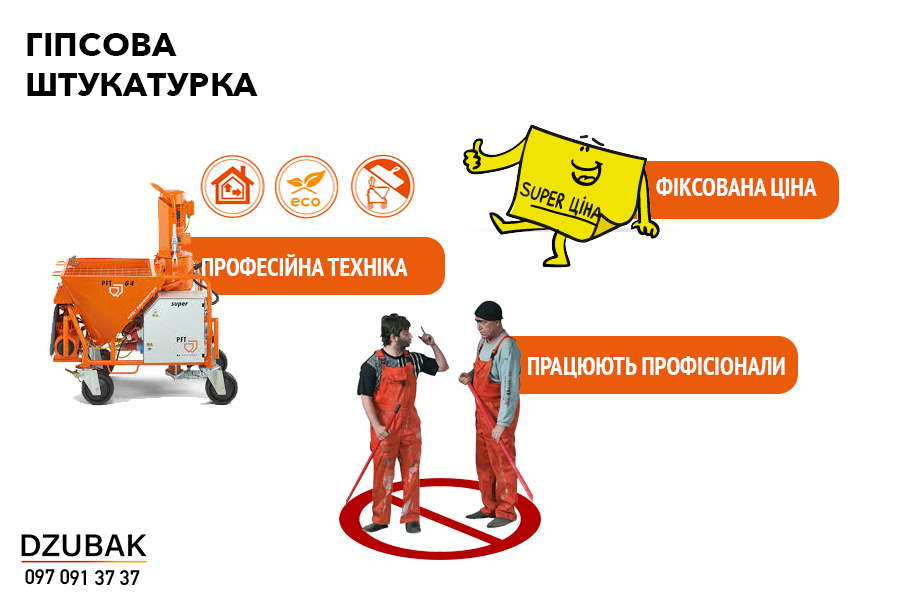 ГІПСОВА
ШТУКАТУРКА
eco
SUPER ЦІНА
ФІКСОВАНА ЦІНА
ПРОФЕСІЙНА ТЕХНІКА
PFT G4
super
PFT
ПРАЦЮЮТЬ ПРОФІСІОНАЛИ
DZUBAK
097 091 37 37